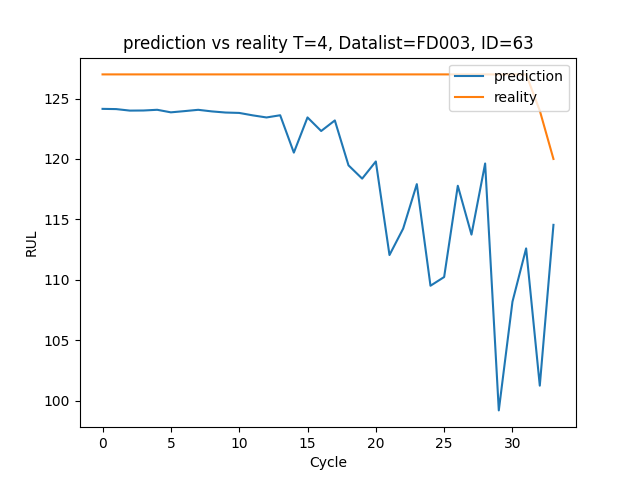 prediction vs reality T=4, Datalist=FD003, ID=63
prediction
reality
125
120
115
110
105
100
RUL
0 5 10 15 20 25 30
Cycle